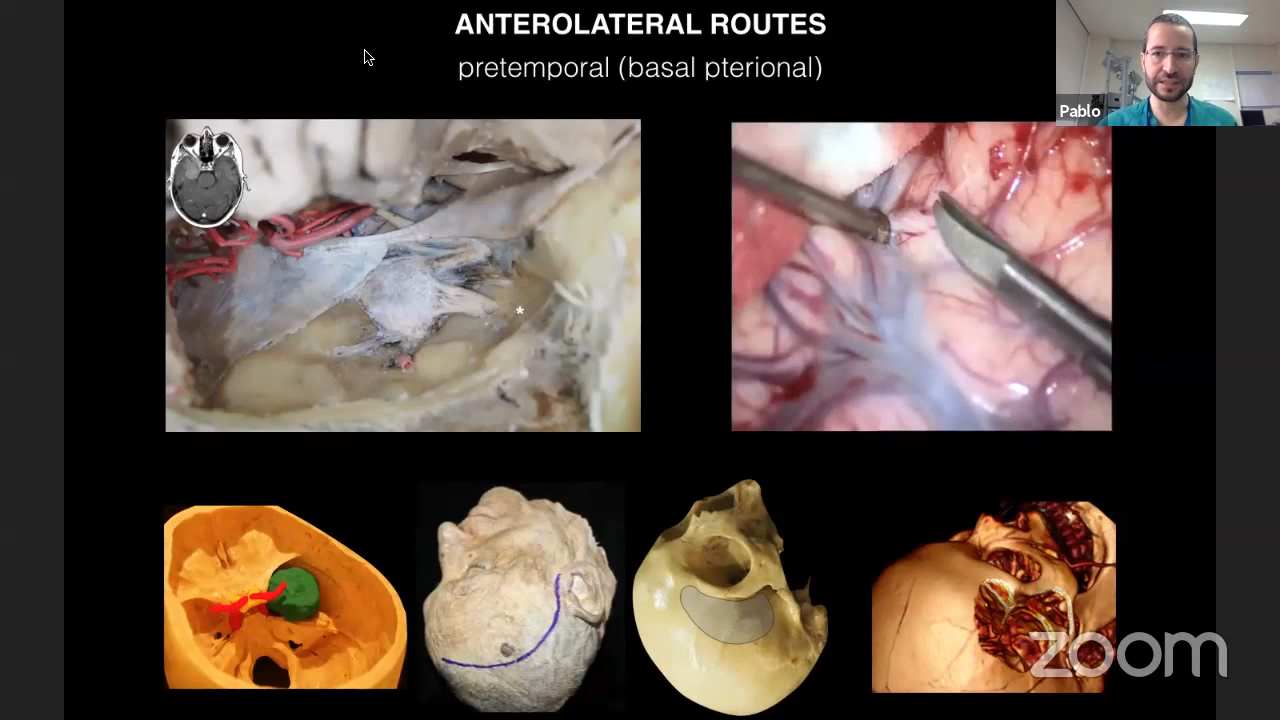 ANTEROLATERAL ROUTES
pretemporal (basal pterional)
Pablo
*
zoom